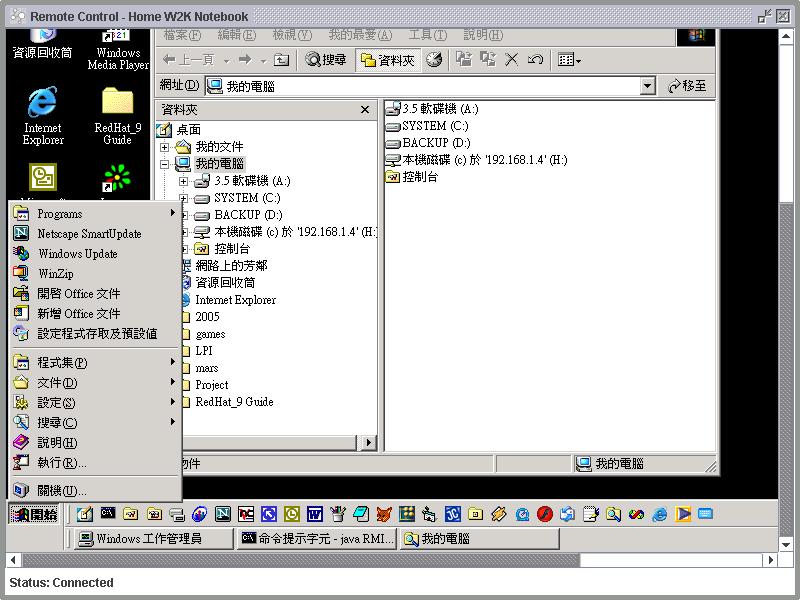 Remote Control - Home W2K Notebook
檔案(F) 編輯(E) 檢視(V) 我的最愛(A) 工具(T) 說明(H)
上一頁 搜尋 資料夾
網址(D) 我的電腦 移至
資源回收筒
Windows
Media Player
Internet
Explorer
RedHat_9
Guide
資料夾
桌面
我的文件
我的電腦
3.5 軟碟機 (A:)
SYSTEM (C:)
BACKUP (D:)
本機磁碟 (c) 於 '192.168.1.4' (H:)
控制台
網路上的芳鄰
資源回收筒
Internet Explorer
2005
games
LPI
mars
Project
RedHat_9 Guide
3.5 軟碟機 (A:)
SYSTEM (C:)
BACKUP (D:)
本機磁碟 (c) 於 '192.168.1.4' (H:)
控制台
物件
我的電腦
Programs
Netscape SmartUpdate
Windows Update
WinZip
開啓 Office 文件
新增 Office 文件
設定程式存取及預設值
程式集(P)
文件(D)
設定(S)
搜尋(C)
說明(H)
執行(R)...
關機(U)...
開始
Windows 工作管理員
命令提示字元 - java RMI...
我的電腦
Status: Connected